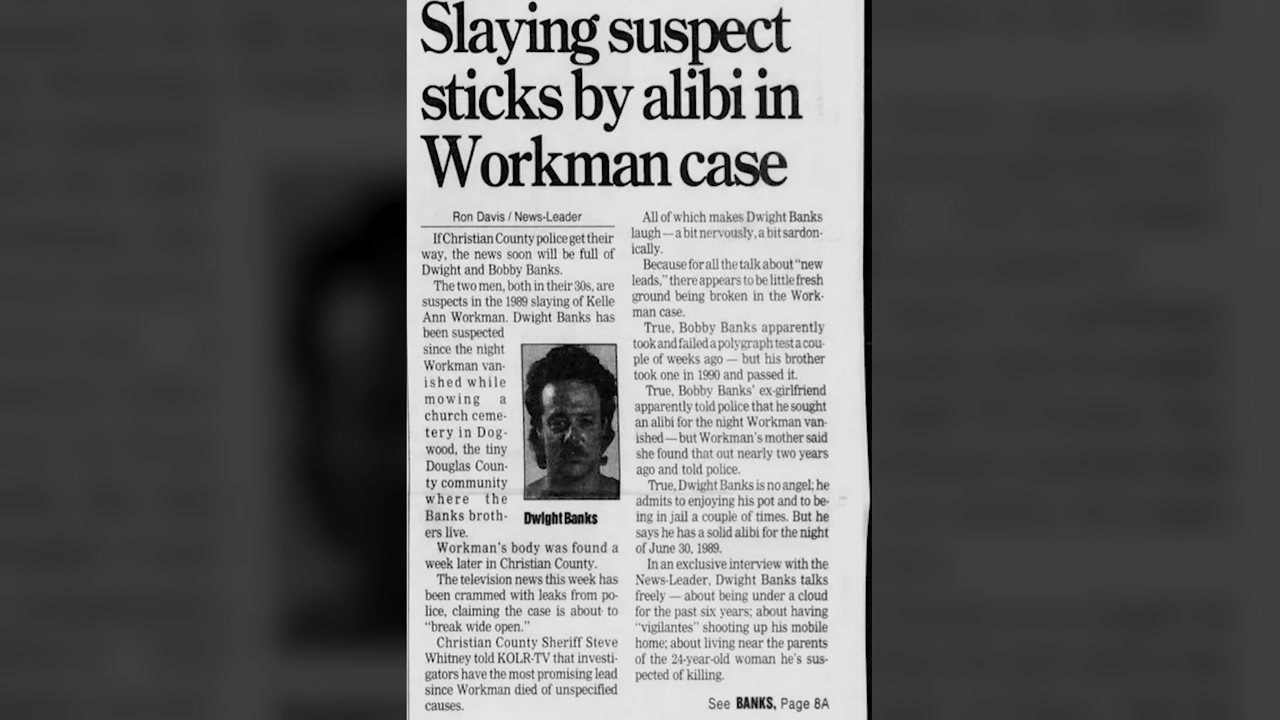 Slaying suspect
sticks by alibi in
Workman case
Ron Davis / News-Leader
If Christian County police get their
way, the news soon will be full of
Dwight and Bobby Banks.
The two men, both in their 30s, are
suspects in the 1989 slaying of Kelle
Ann Workman. Dwight Banks has
been suspected
since the night
Workman van-
ished while
mowing a
church ceme-
tery in Dog-
wood, the tiny
Douglas Coun-
ty community
where the
Banks broth-
ers live.
Dwight Banks
Workman's body was found a
week later in Christian County.
The television news this week has
been crammed with leaks from po-
lice, claiming the case is about to
"break wide open."
Christian County Sheriff Steve
Whitney told KOLR-TV that investi-
gators have the most promising lead
since Workman died of unspecified
causes.
All of which makes Dwight Banks
laugh — a bit nervously, a bit sardon-
ically.
Because for all the talk about "new
leads," there appears to be little fresh
ground being broken in the Work-
man case.
True, Bobby Banks apparently
took and failed a polygraph test a cou-
ple of weeks ago — but his brother
took one in 1990 and passed it.
True, Bobby Banks' ex-girlfriend
apparently told police that he sought
an alibi for the night Workman van-
ished — but Workman's mother said
she found that out nearly two years
ago and told police.
True, Dwight Banks is no angel; he
admits to enjoying his pot and to be-
ing in jail a couple of times. But he
says he has a solid alibi for the night
of June 30, 1989.
In an exclusive interview with the
News-Leader, Dwight Banks talks
freely — about being under a cloud
for the past six years; about having
"vigilantes" shooting up his mobile
home; about living near the parents
of the 24-year-old woman he's sus-
pected of killing.
See BANKS, Page 8A